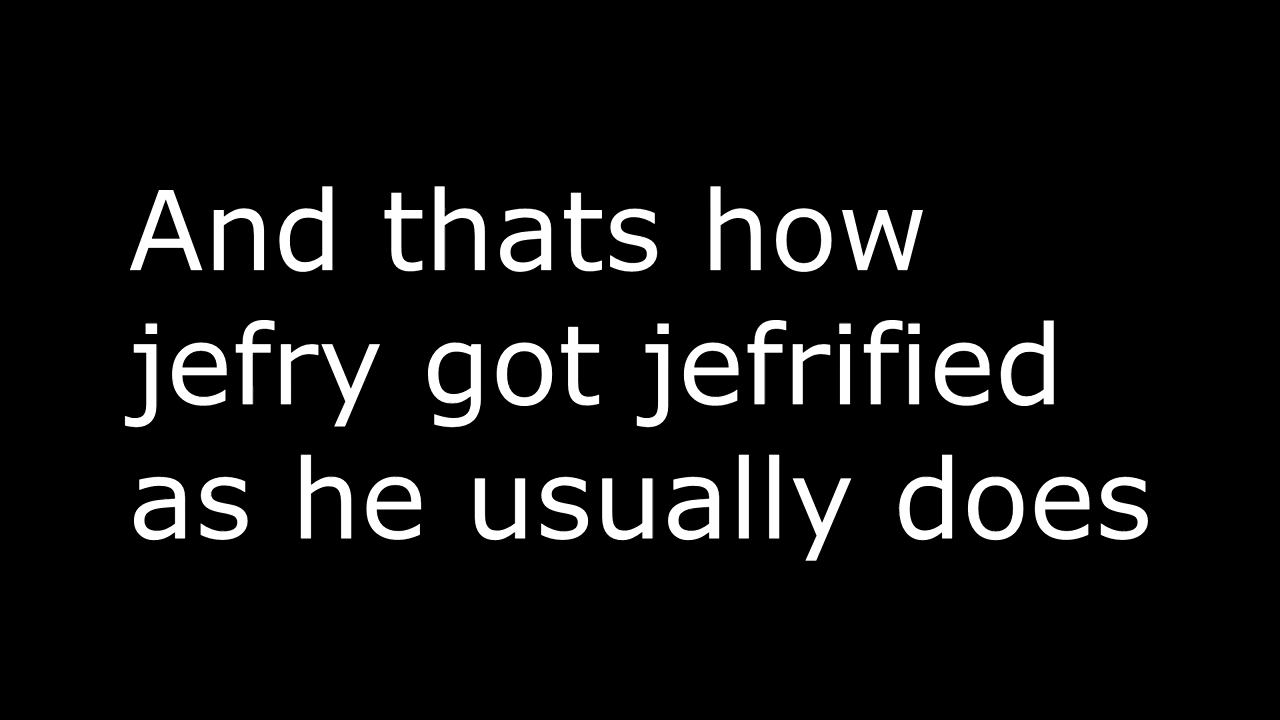 And thats how
jefry got jefrified
as he usually does